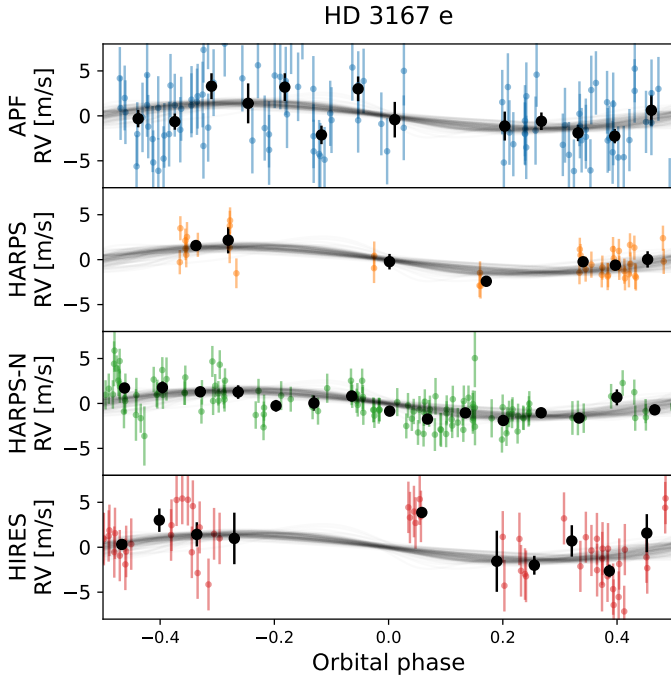 HD 3167 e
APF
RV [m/s]
5
0
−5
HARPS
RV [m/s]
5
0
−5
HARPS-N
RV [m/s]
5
0
−5
HIRES
RV [m/s]
5
0
−5
−0.4 −0.2 0.0 0.2 0.4
Orbital phase